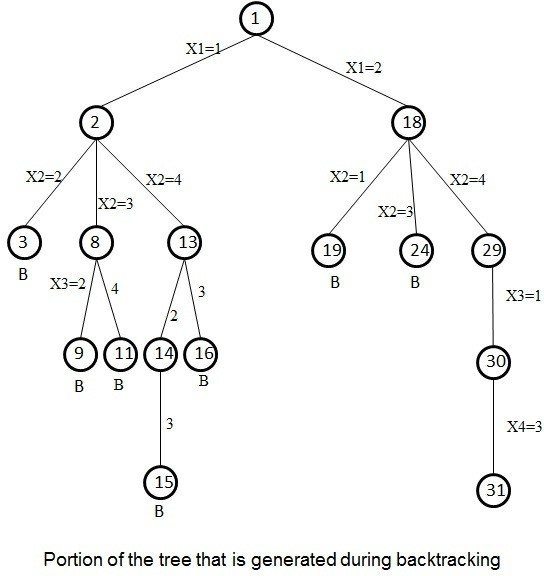 1
X1=1
X1=2
2
18
X2=2
X2=3
X2=4
X2=1
X2=3
X2=4
3
8
13
19
24
29
B
B
B
X3=2
4
2
3
X3=1
9
11
14
16
30
B
B
B
3
X4=3
15
31
B
Portion of the tree that is generated during backtracking